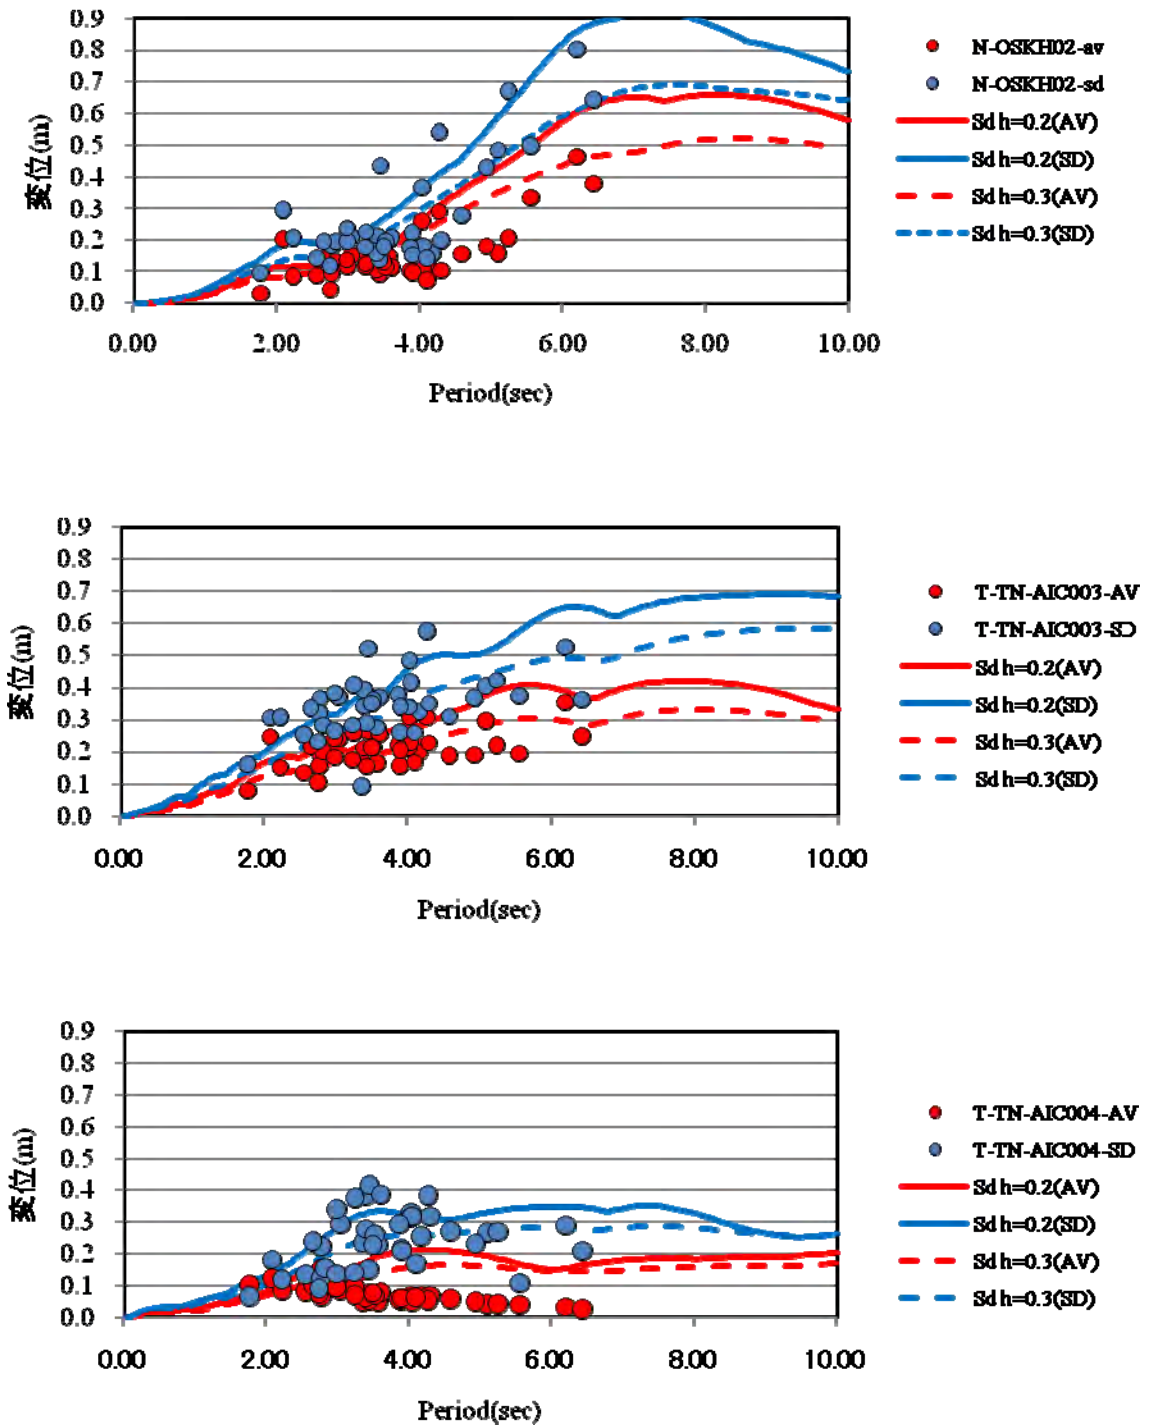 0.9
0.8
0.7
0.6
0.5
0.4
0.3
0.2
0.1
0.0
変位(m)
0.00 2.00 4.00 6.00 8.00 10.00
Period(sec)
N-OSKH02-av
N-OSKH02-sd
Sd h=0.2(AV)
Sd h=0.2(SD)
Sd h=0.3(AV)
Sd h=0.3(SD)
0.9
0.8
0.7
0.6
0.5
0.4
0.3
0.2
0.1
0.0
変位(m)
0.00 2.00 4.00 6.00 8.00 10.00
Period(sec)
T-TN-AIC003-AV
T-TN-AIC003-SD
Sd h=0.2(AV)
Sd h=0.2(SD)
Sd h=0.3(AV)
Sd h=0.3(SD)
0.9
0.8
0.7
0.6
0.5
0.4
0.3
0.2
0.1
0.0
変位(m)
0.00 2.00 4.00 6.00 8.00 10.00
Period(sec)
T-TN-AIC004-AV
T-TN-AIC004-SD
Sd h=0.2(AV)
Sd h=0.2(SD)
Sd h=0.3(AV)
Sd h=0.3(SD)